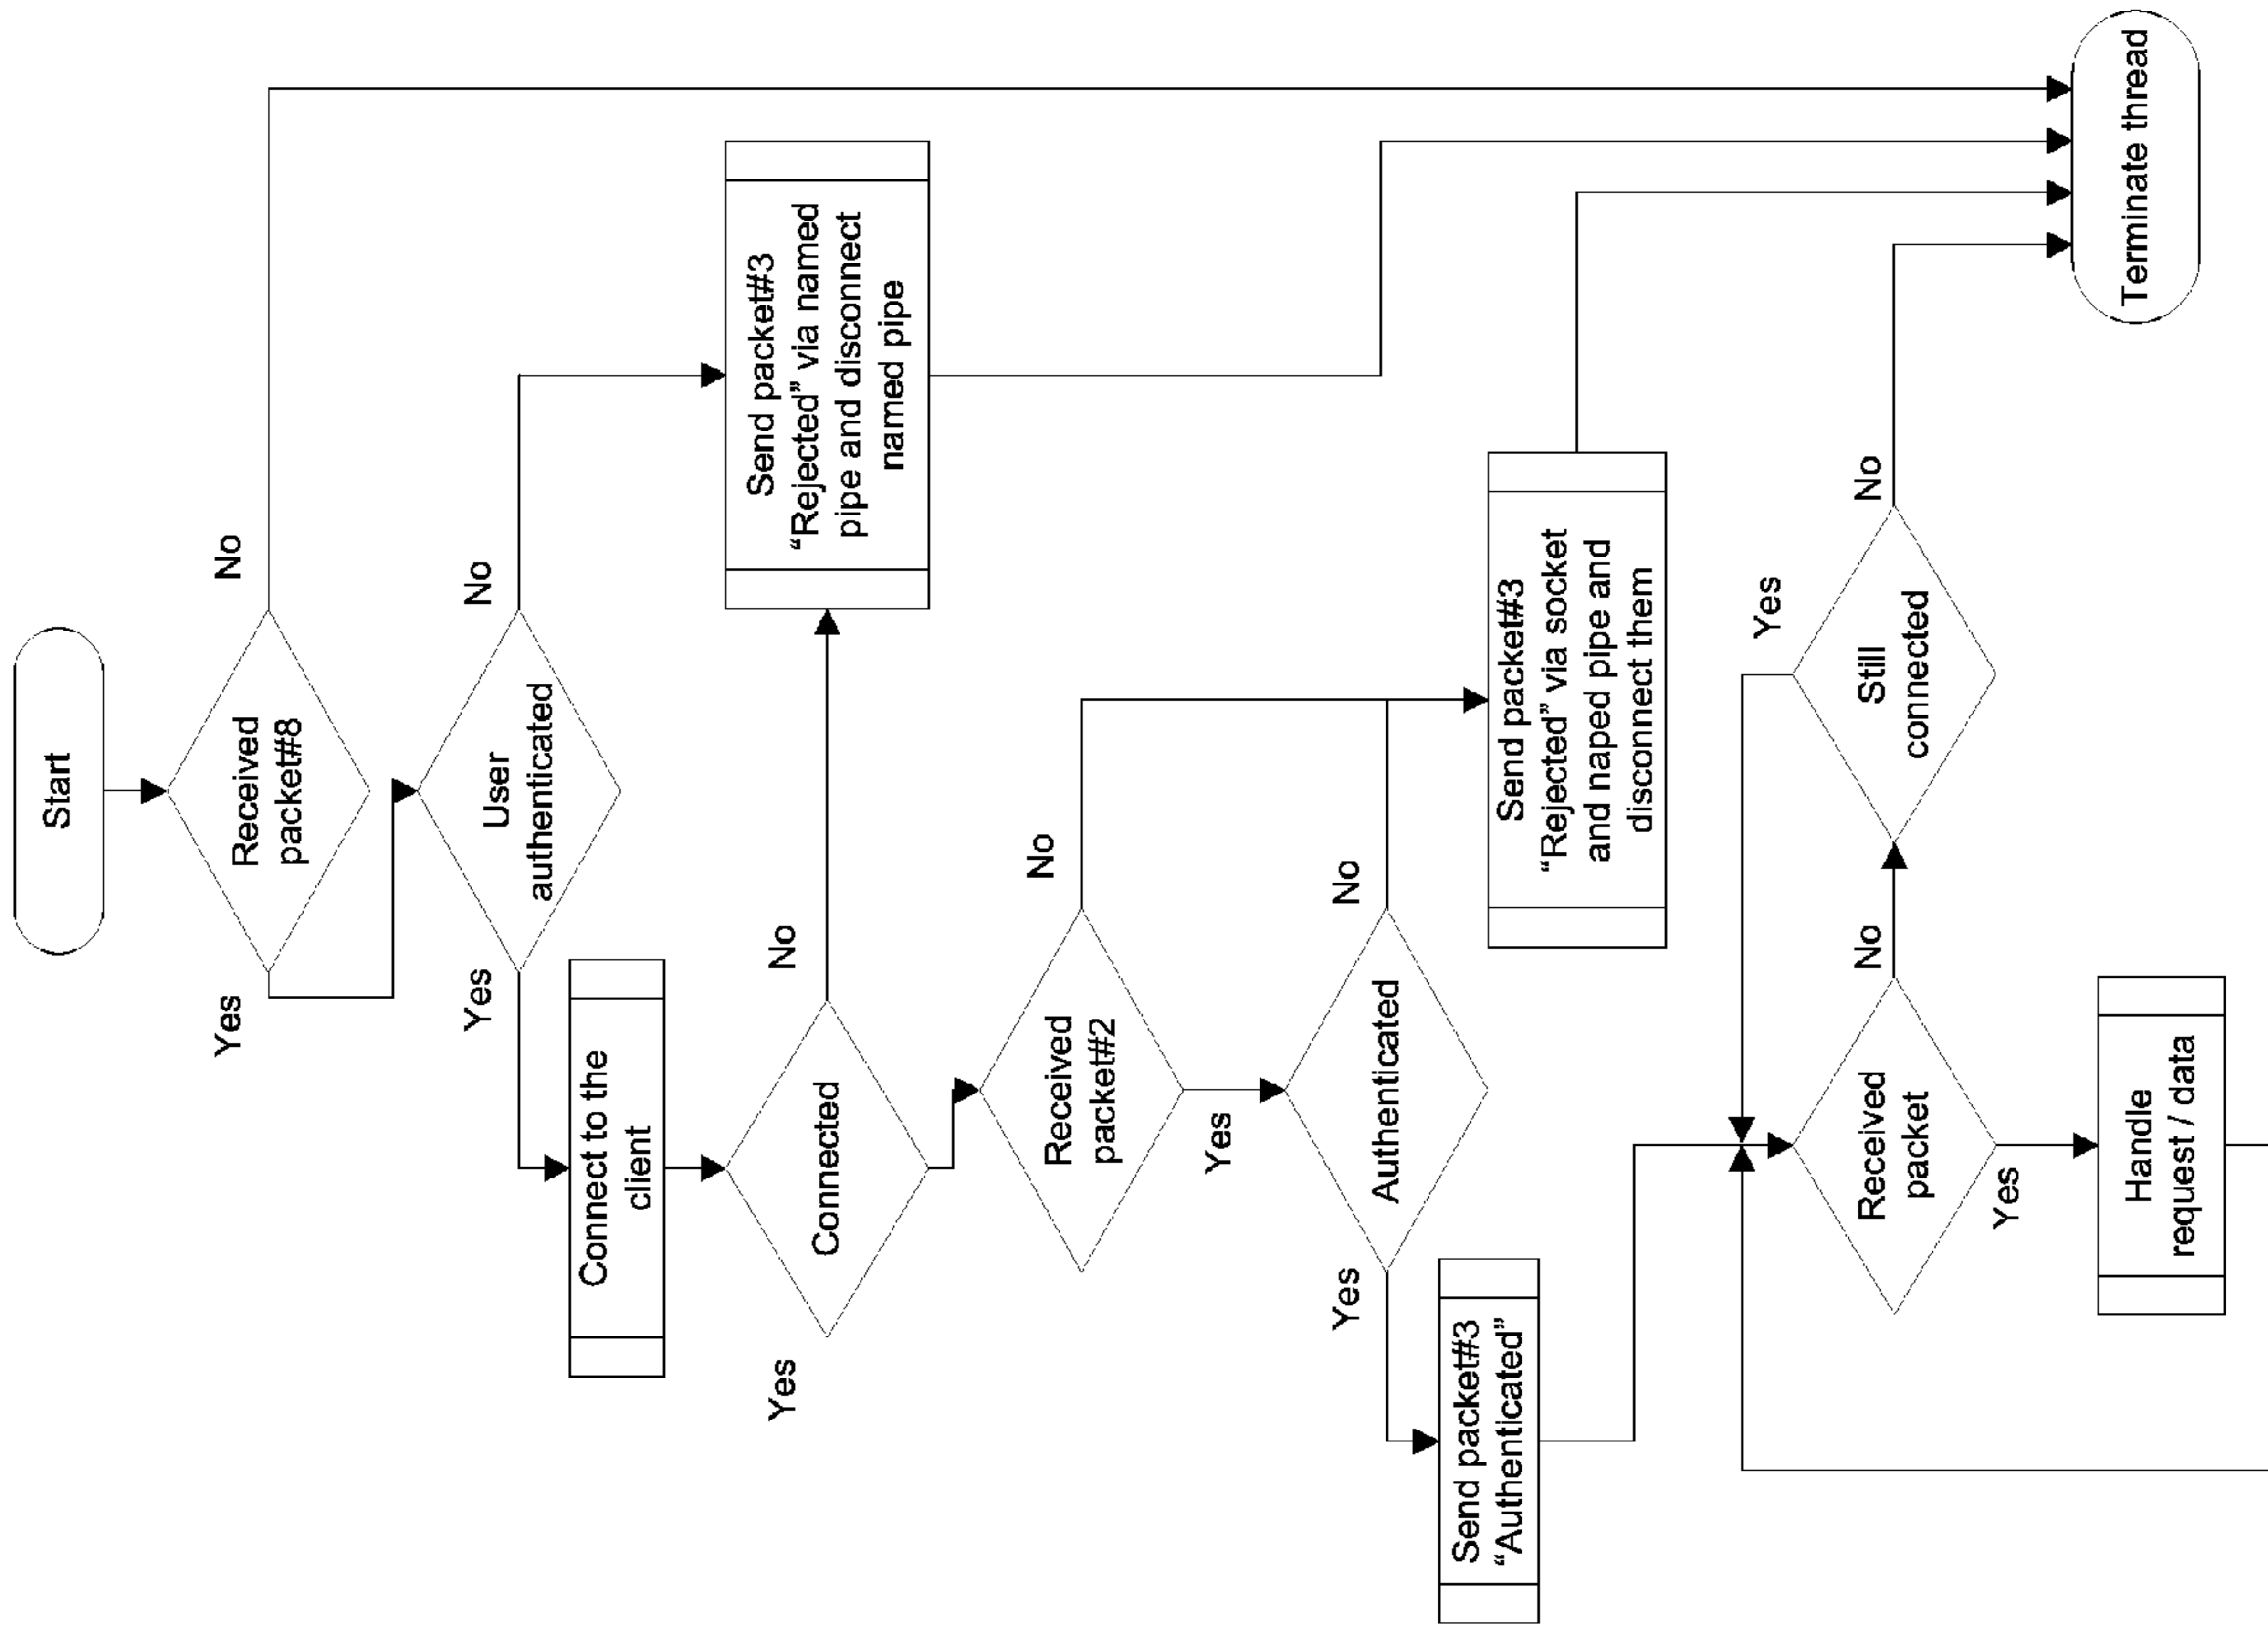 Start
Received
packet#8
No
Yes
User
authenticated
No
Yes
Connect to the
client
Send packet#3
“Rejected” via named
pipe and disconnect
named pipe
Connected
No
Yes
Received
packet#2
No
Yes
Authenticated
No
Yes
Send packet#3
“Authenticated”
Send packet#3
“Rejected” via socket
and naped pipe and
disconnect them
Received
packet
No
Yes
Still
connected
Yes
No
Handle
request / data
Terminate thread